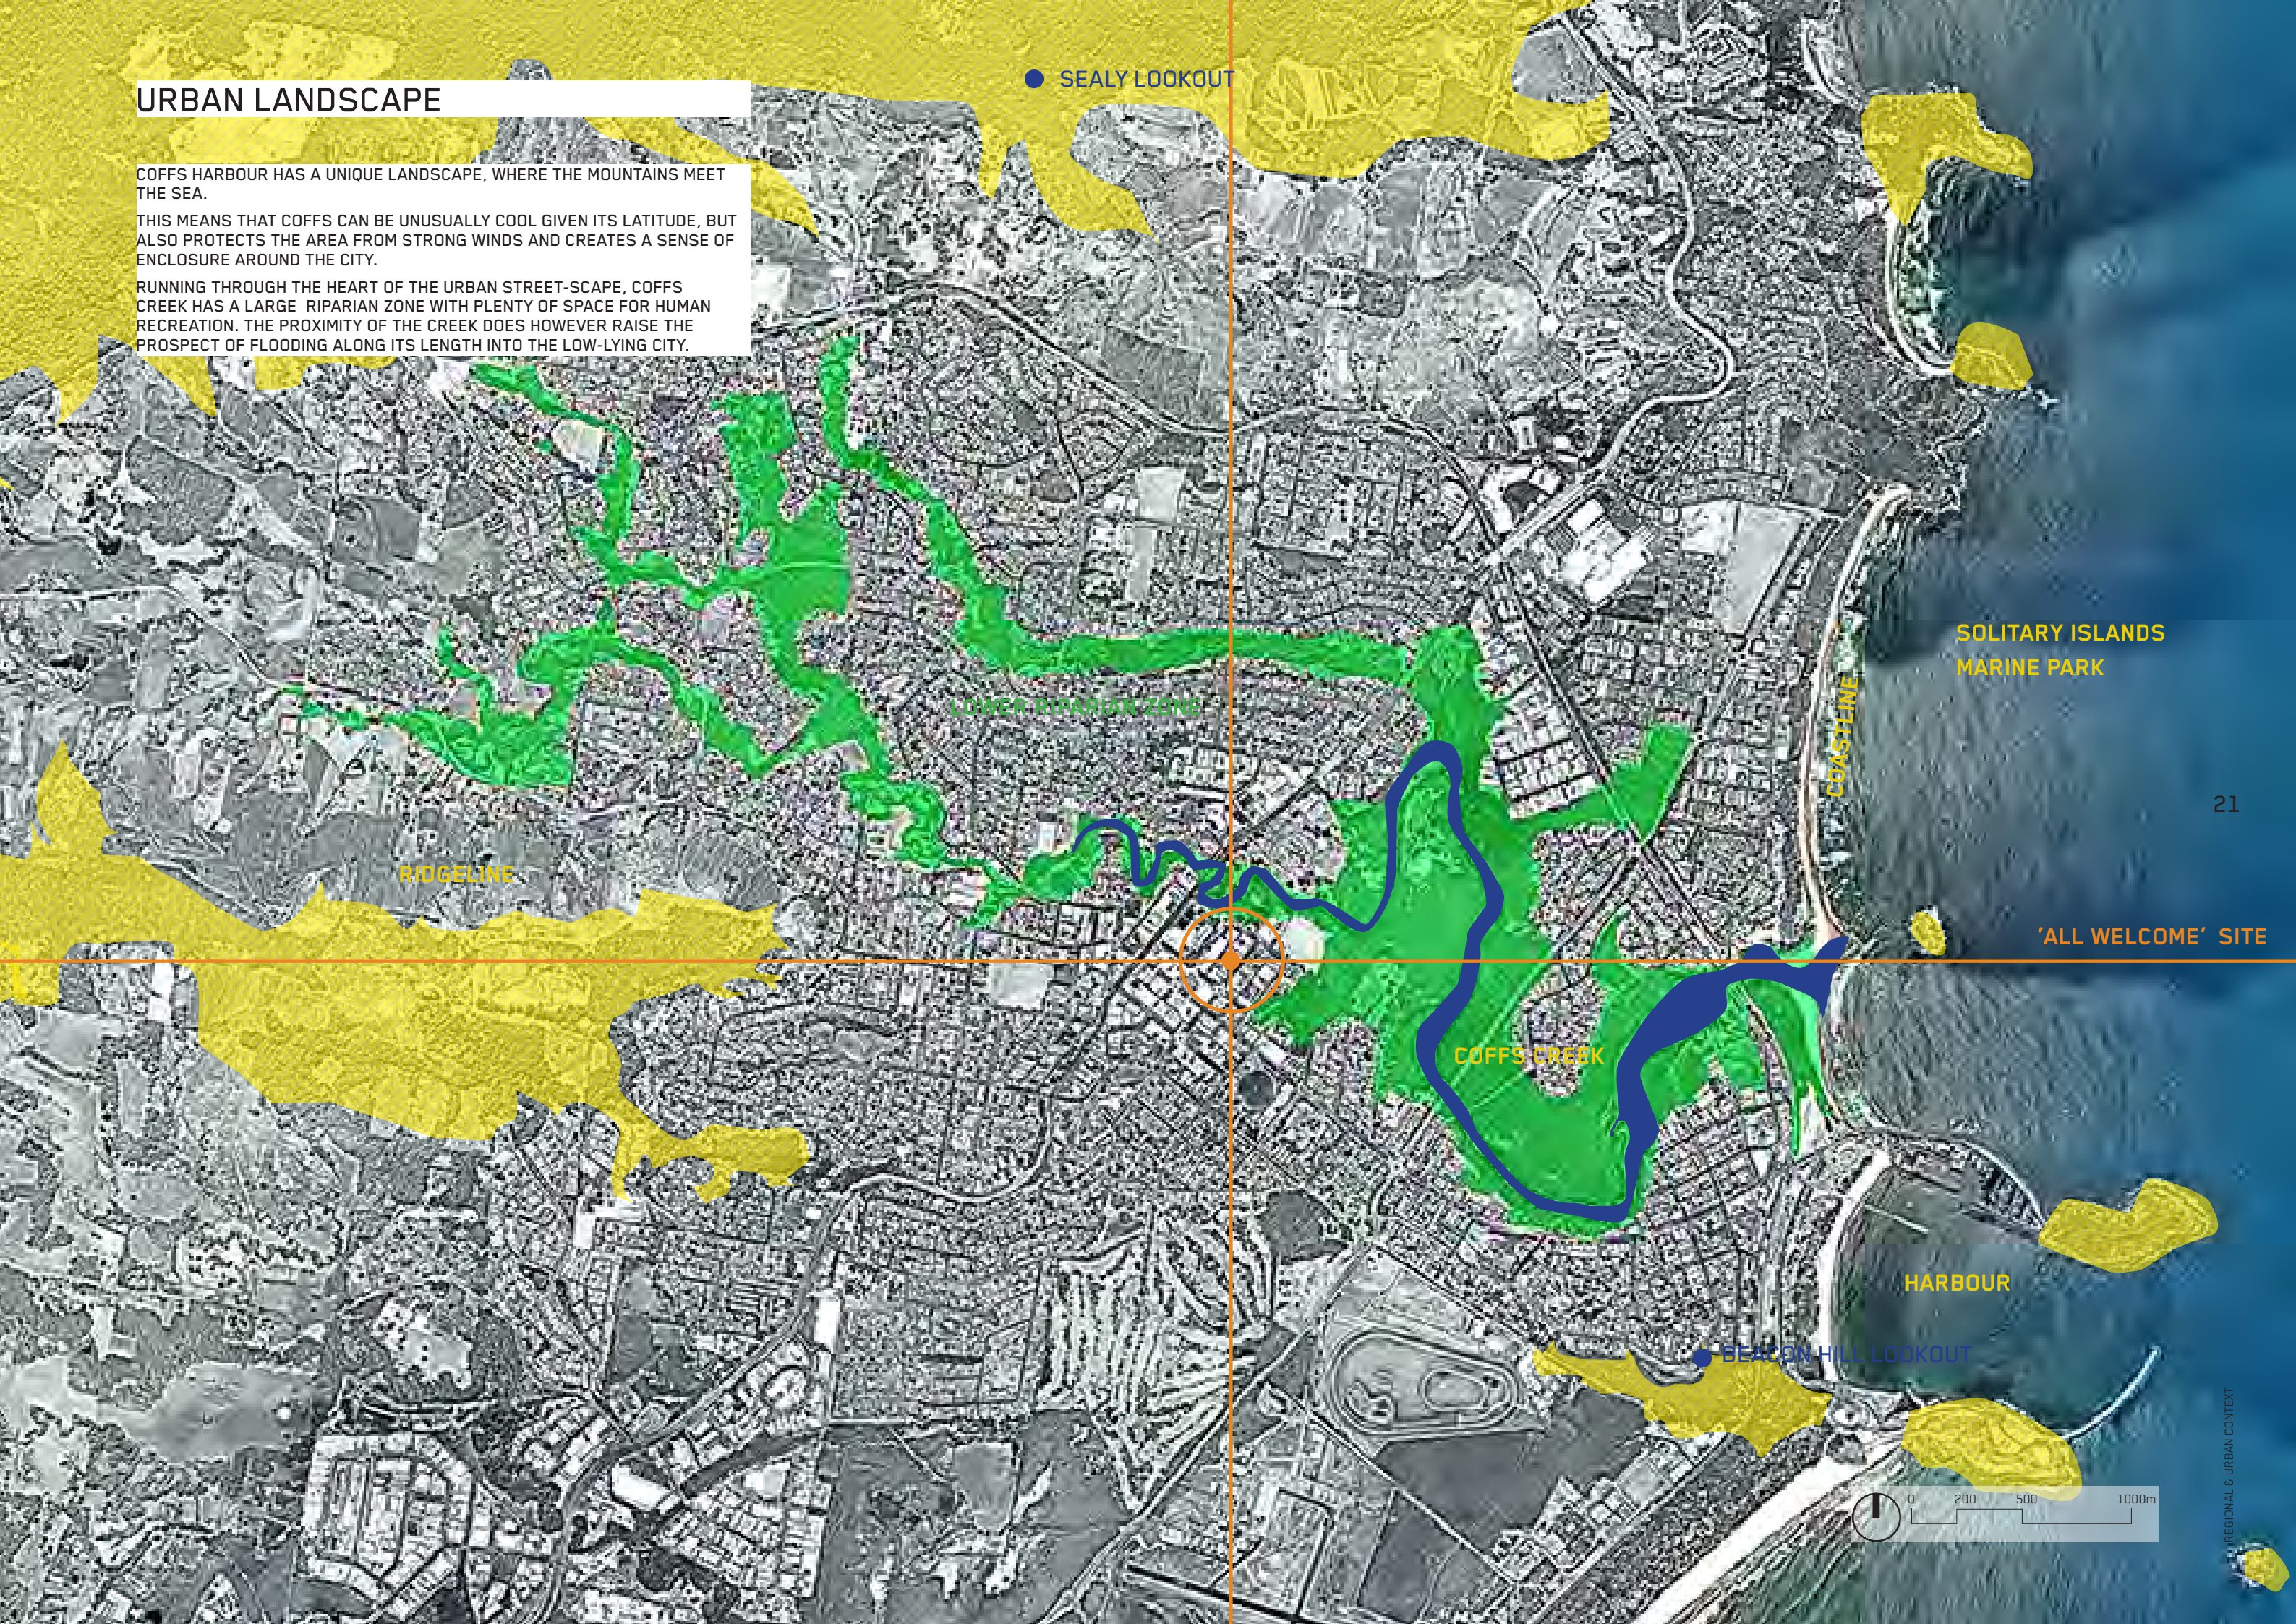 SEALY LOOKOUT
URBAN LANDSCAPE
COFFS HARBOUR HAS A UNIQUE LANDSCAPE, WHERE THE MOUNTAINS MEET
THE SEA.
THIS MEANS THAT COFFS CAN BE UNUSUALLY COOL GIVEN ITS LATITUDE, BUT
ALSO PROTECTS THE AREA FROM STRONG WINDS AND CREATES A SENSE OF
ENCLOSURE AROUND THE CITY.
RUNNING THROUGH THE HEART OF THE URBAN STREET-SCAPE, COFFS
CREEK HAS A LARGE  RIPARIAN ZONE WITH PLENTY OF SPACE FOR HUMAN
RECREATION. THE PROXIMITY OF THE CREEK DOES HOWEVER RAISE THE
PROSPECT OF FLOODING ALONG ITS LENGTH INTO THE LOW-LYING CITY.
SOLITARY ISLANDS
MARINE PARK
LOWER RIPARIAN ZONE
COASTLINE
21
RIDGELINE
'ALL WELCOME'  SITE
COFFS CREEK
HARBOUR
BEACON HILL LOOKOUT
REGIONAL & URBAN CONTEXT
0 200 500 1000m